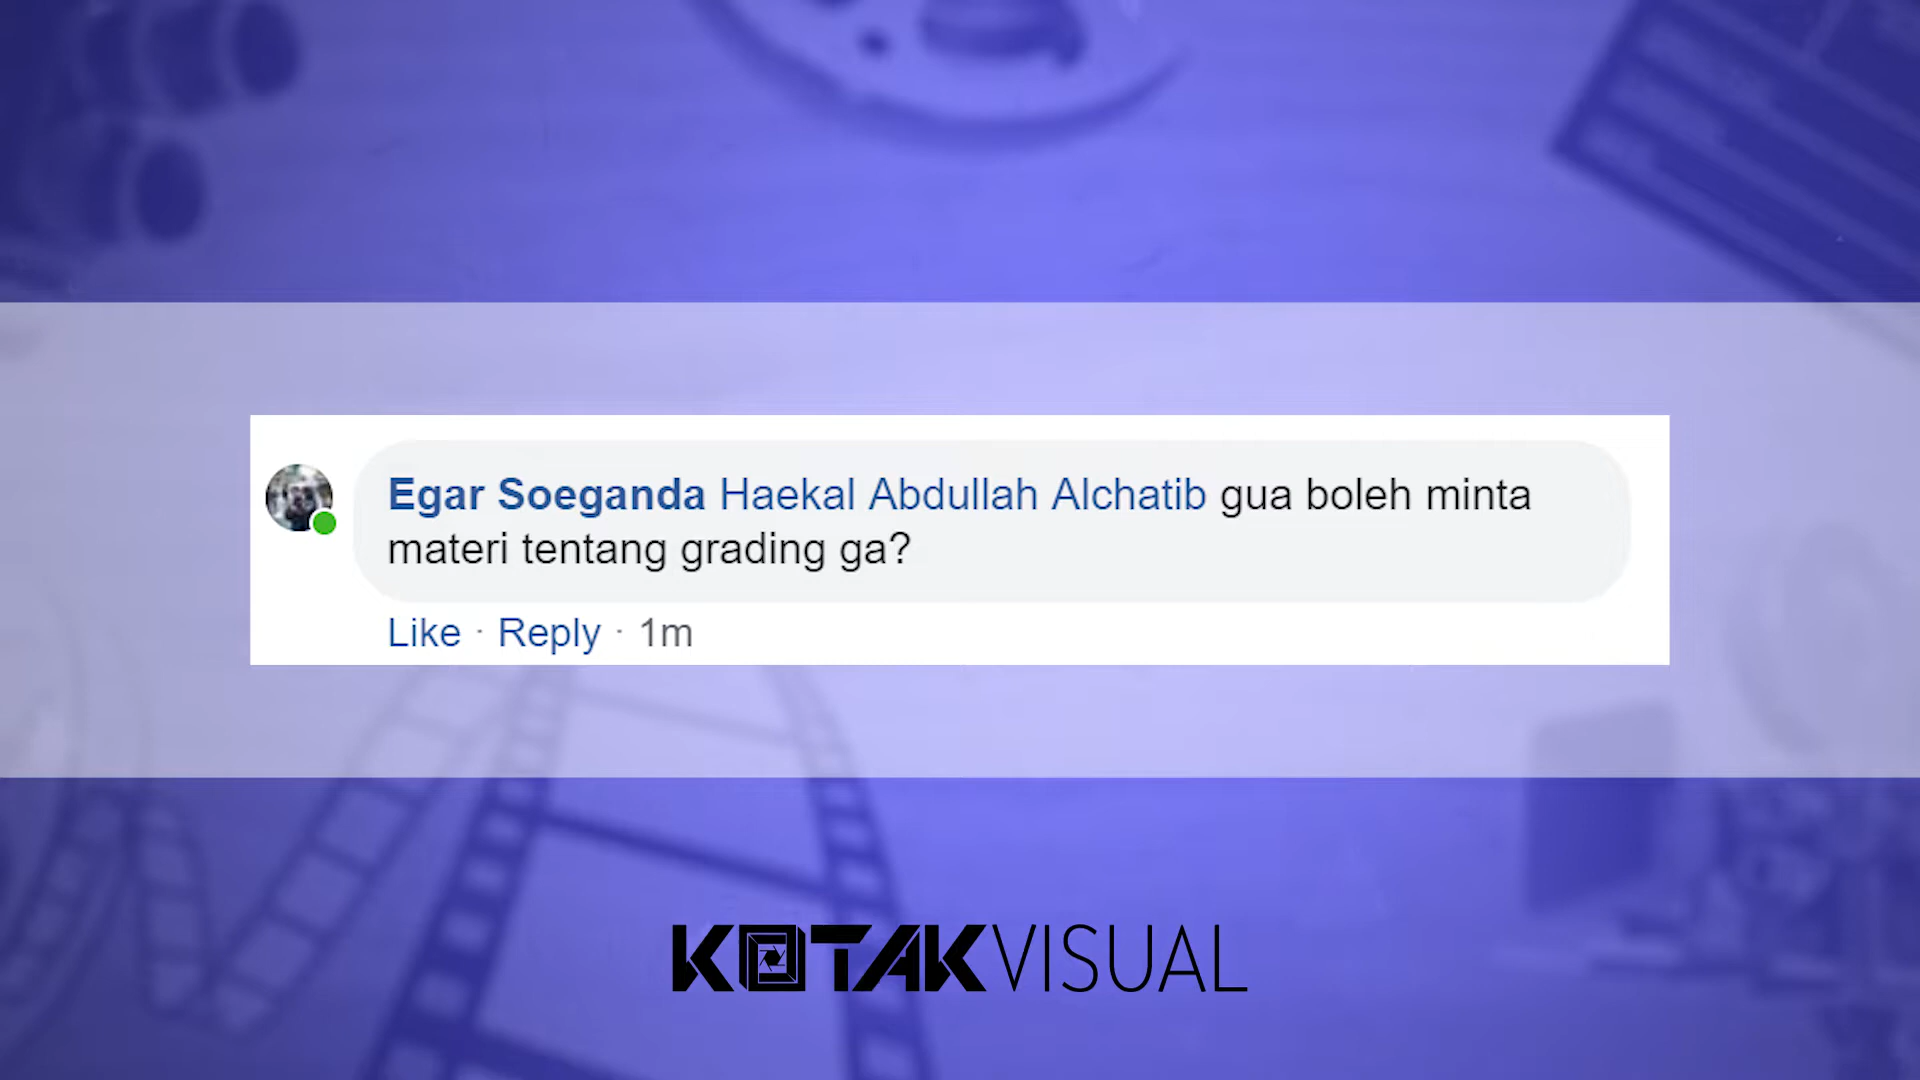 Egar Soeganda Haekal Abdullah Alchatib gua boleh minta
materi tentang grading ga?
Like · Reply · 1m
KOTAKVISUAL